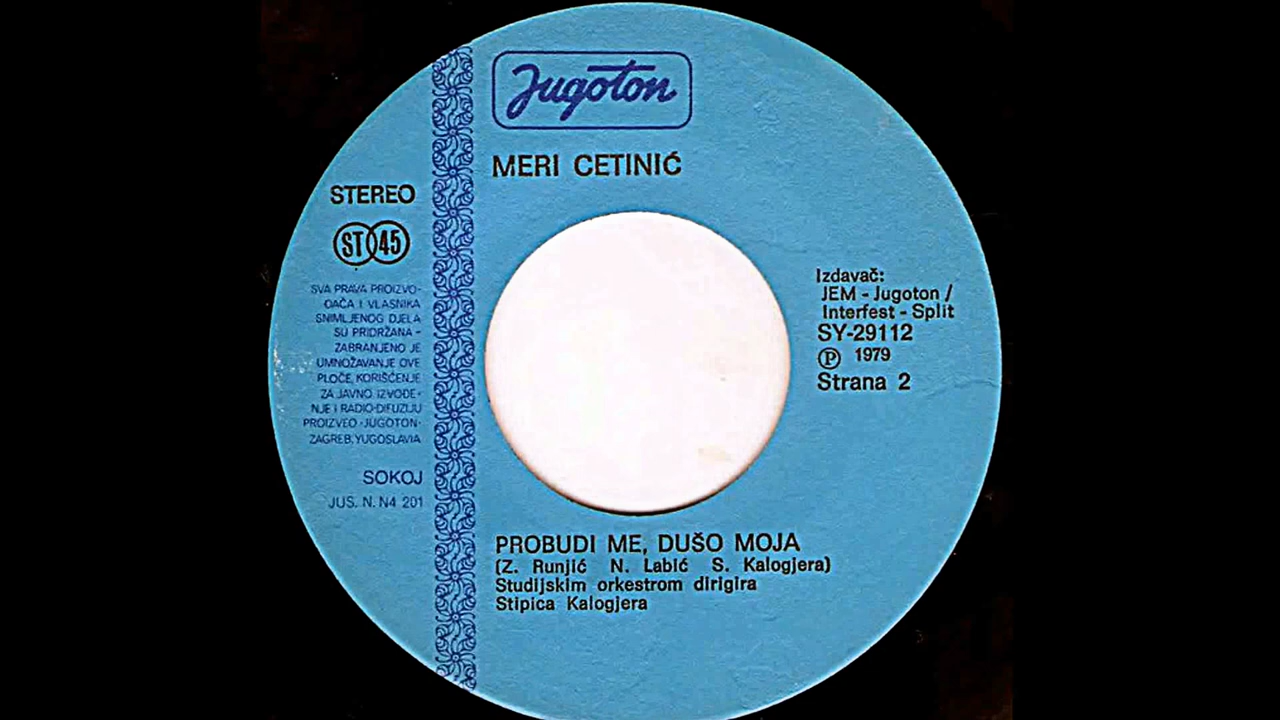 Jugoton
MERI CETINIĆ
STEREO
ST 45
SVA PRAVA PROIZVO-
ĐAČA I VLASNIKA
SNIMLJENOG DJELA
SU PRIDRŽANA -
ZABRANJENO JE
UMNOŽAVANJE OVE
PLOČE, KORIŠĆENJE
ZA JAVNO IZVOĐE-
NJE I RADIO-DIFUZIJU
PROIZVEO -JUGOTON-
ZAGREB, YUGOSLAVIA
SOKOJ
JUS. N. N4 201
Izdavač:
JEM - Jugoton /
Interfest - Split
SY-29112
Ⓟ 1979
Strana 2
PROBUDI ME, DUŠO MOJA
(Z. Runjić N. Labić S. Kalogjera)
Studijskim orkestrom dirigira
Stipica Kalogjera